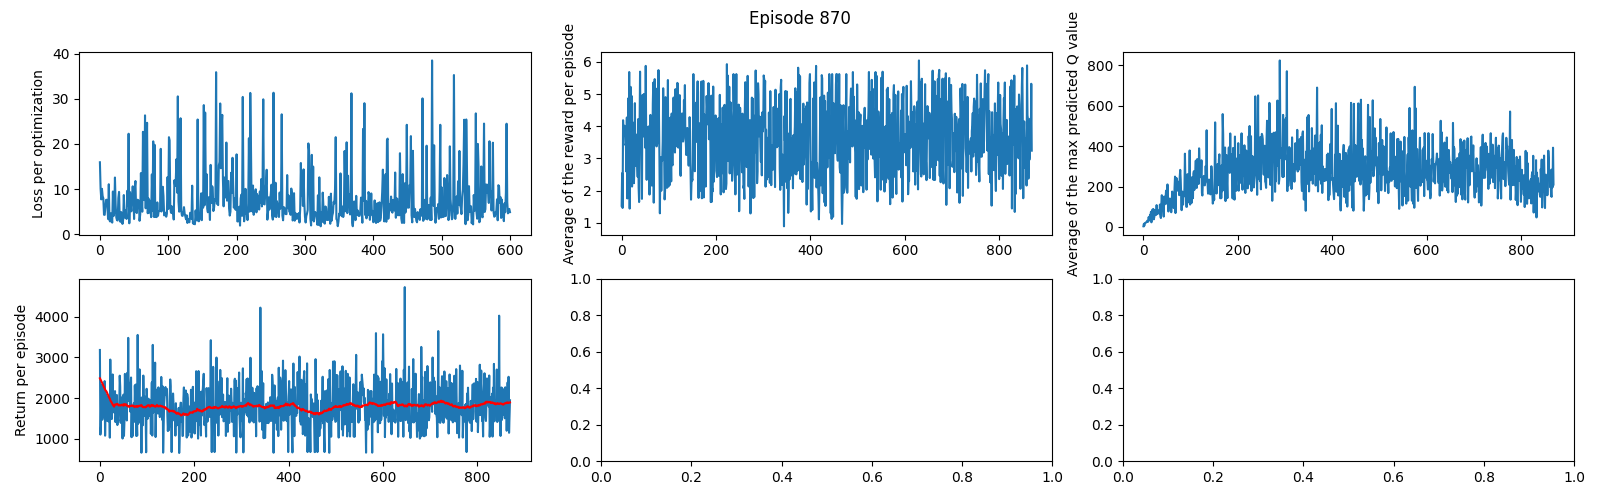 Episode 870
Loss per optimization
40
30
20
10
0
0 100 200 300 400 500 600
Average of the reward per episode
6
5
4
3
2
1
0 200 400 600 800
Average of the max predicted Q value
800
600
400
200
0
0 200 400 600 800
Return per episode
4000
3000
2000
1000
0 200 400 600 800
1.0
0.8
0.6
0.4
0.2
0.0
0.0 0.2 0.4 0.6 0.8 1.0
1.0
0.8
0.6
0.4
0.2
0.0
0.0 0.2 0.4 0.6 0.8 1.0